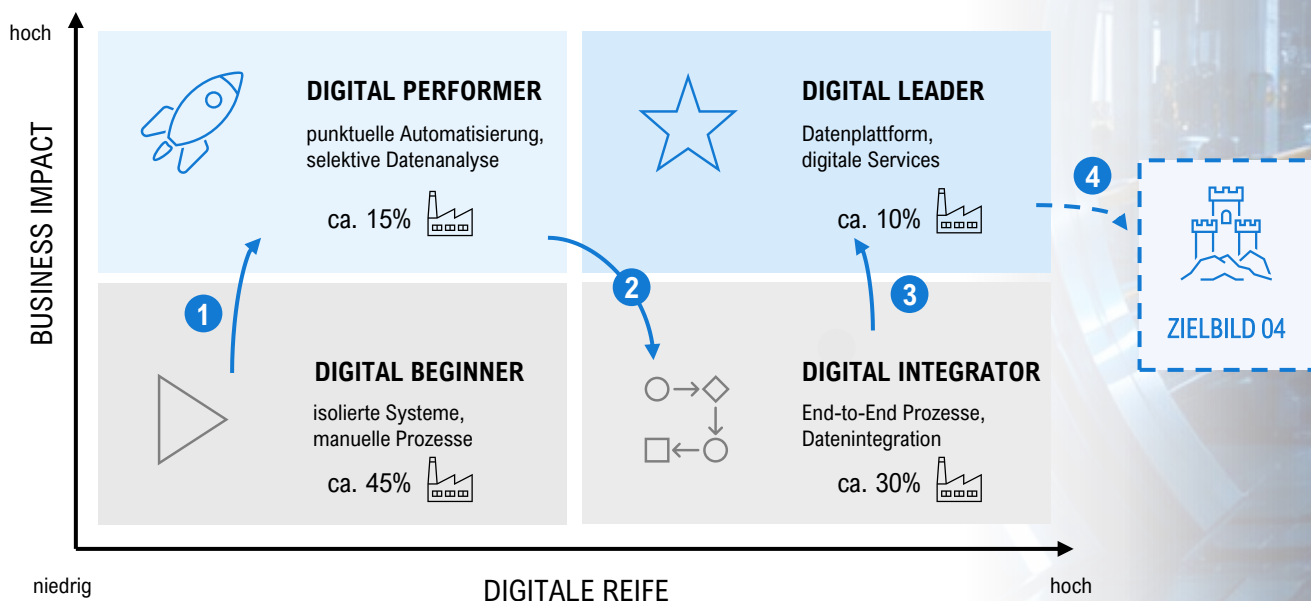 hoch
BUSINESS IMPACT
DIGITAL PERFORMER
punktuelle Automatisierung,
selektive Datenanalyse
ca. 15%
DIGITAL LEADER
Datenplattform,
digitale Services
ca. 10%
1
2
3
4
ZIELBILD 04
DIGITAL BEGINNER
isolierte Systeme,
manuelle Prozesse
ca. 45%
DIGITAL INTEGRATOR
End-to-End Prozesse,
Datenintegration
ca. 30%
niedrig
DIGITALE REIFE
hoch